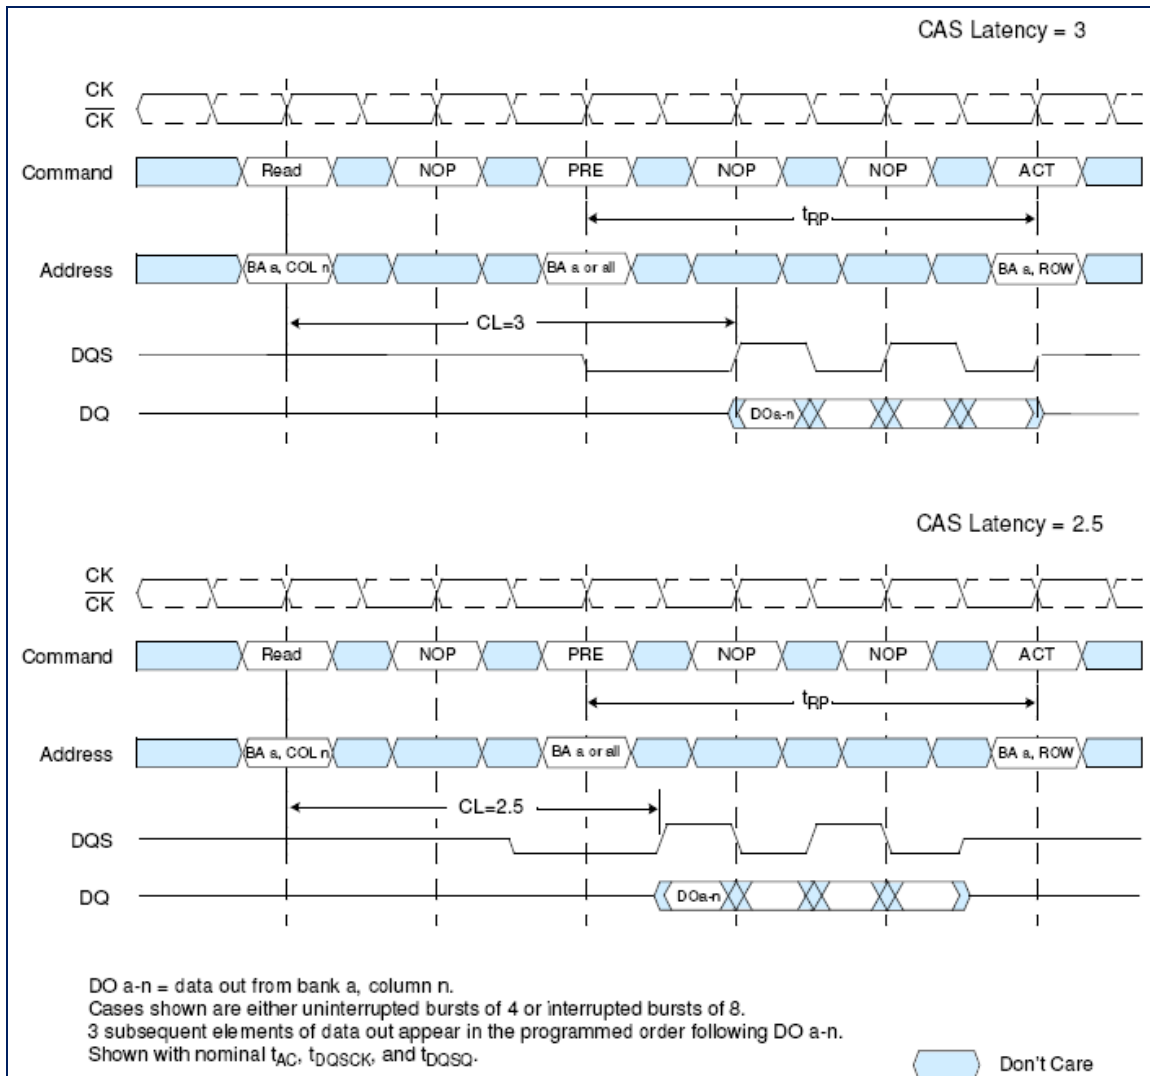 CAS Latency = 3
CK
CK
Command
Read
NOP
PRE
NOP
NOP
ACT
tRP
Address
BA a, COL n
BA a or all
BA a, ROW
CL=3
DQS
DQ
DOa-n
CAS Latency = 2.5
CK
CK
Command
Read
NOP
PRE
NOP
NOP
ACT
tRP
Address
BA a, COL n
BA a or all
BA a, ROW
CL=2.5
DQS
DQ
DOa-n
DO a-n = data out from bank a, column n.
Cases shown are either uninterrupted bursts of 4 or interrupted bursts of 8.
3 subsequent elements of data out appear in the programmed order following DO a-n.
Shown with nominal tAC, tDQSCK, and tDQSQ.
Don't Care